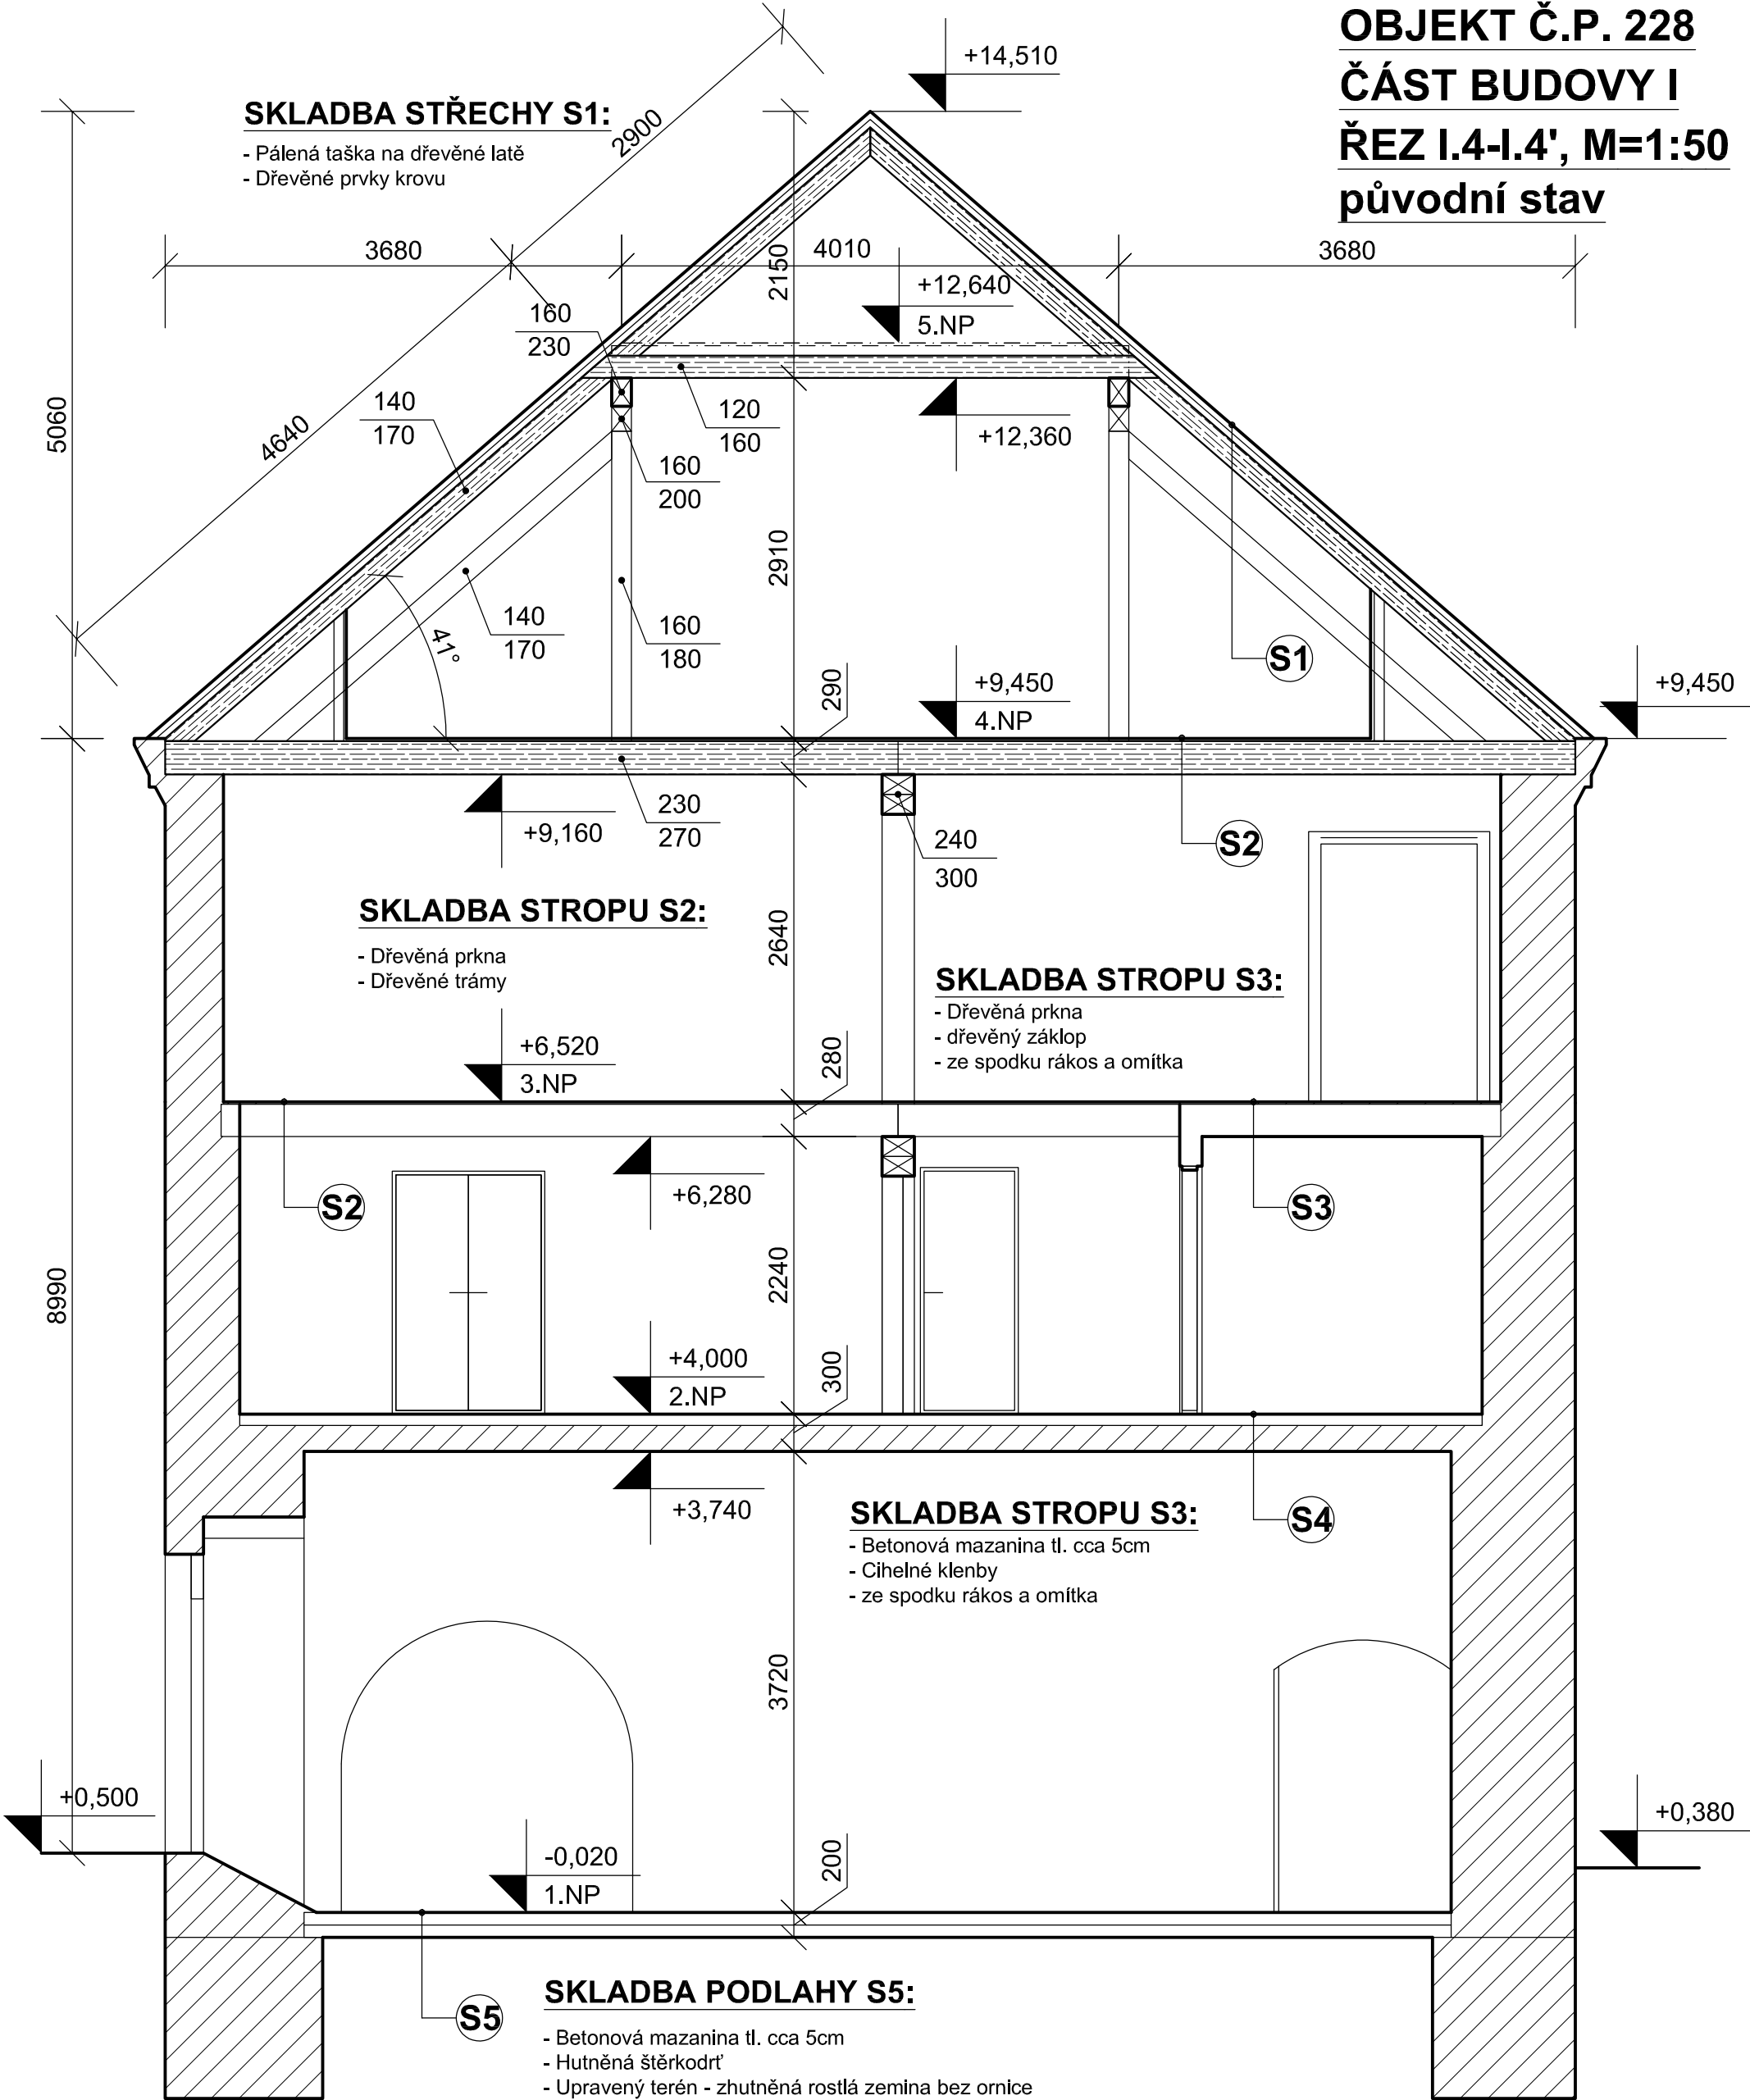 OBJEKT Č.P. 228
ČÁST BUDOVY I
ŘEZ I.4-I.4', M=1:50
původní stav
+14,510
SKLADBA STŘECHY S1:
- Pálená taška na dřevěné latě
- Dřevěné prvky krovu
2900
3680
4010
3680
2150
+12,640
5.NP
160
230
5060
4640
140
170
120
160
+12,360
160
200
2910
140
170
41°
160
180
S1
290
+9,450
4.NP
+9,450
+9,160
230
270
240
300
S2
SKLADBA STROPU S2:
- Dřevěná prkna
- Dřevěné trámy
2640
SKLADBA STROPU S3:
- Dřevěná prkna
- dřevěný záklop
- ze spodku rákos a omítka
+6,520
3.NP
280
S2
+6,280
S3
8990
2240
+4,000
2.NP
300
+3,740
SKLADBA STROPU S3:
- Betonová mazanina tl. cca 5cm
- Cihelné klenby
- ze spodku rákos a omítka
S4
3720
+0,500
+0,380
-0,020
1.NP
200
S5
SKLADBA PODLAHY S5:
- Betonová mazanina tl. cca 5cm
- Hutněná štěrkodrť
- Upravený terén - zhutněná rostlá zemina bez ornice